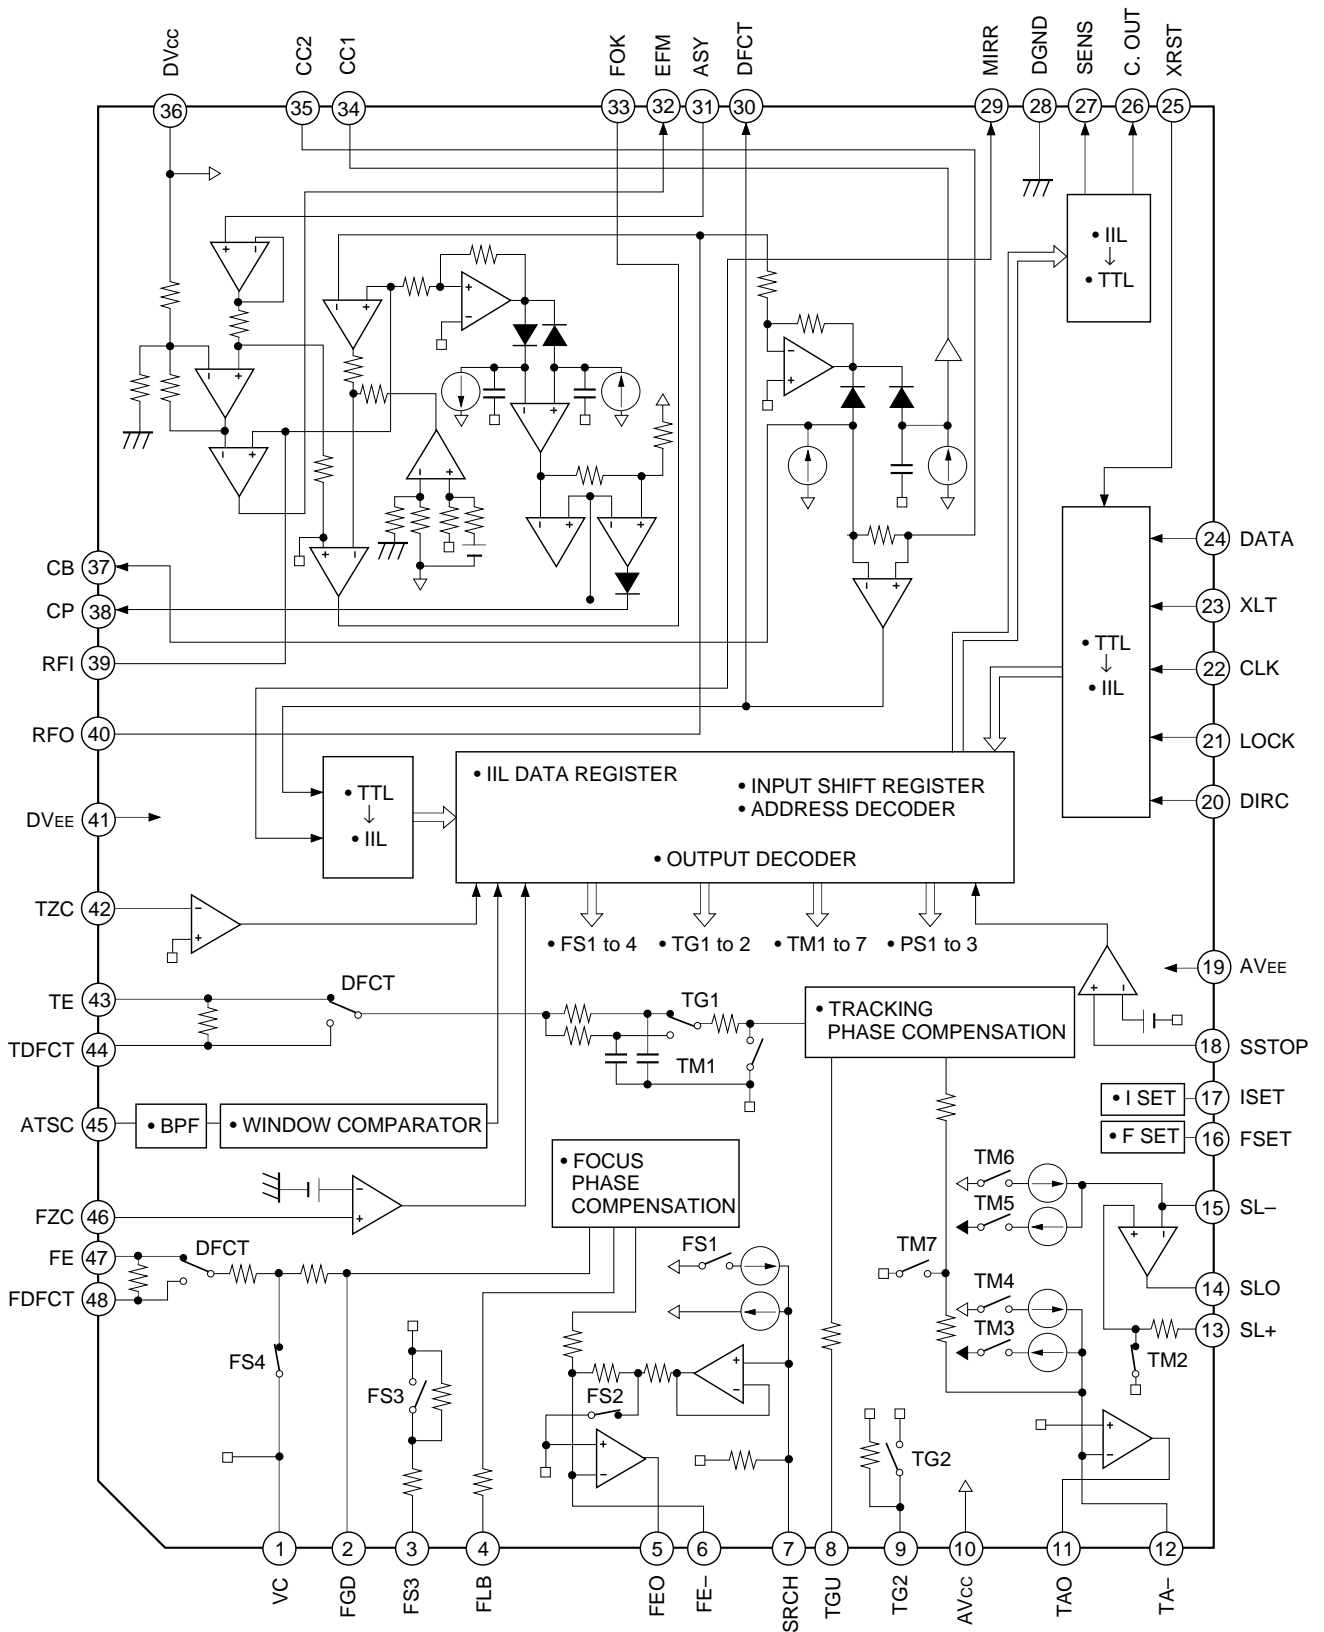 DVcc
CC2
CC1
FOK
EFM
ASY
DFCT
MIRR
DGND
SENS
C. OUT
XRST
36
35
34
33
32
31
30
29
28
27
26
25
• IIL
↓
• TTL
+ −
− +
+
−
− +
− +
−
+
− +
− +
− +
− +
− +
+ −
− +
CB 37
CP 38
RFI 39
RFO 40
DVEE 41
TZC 42
TE 43
TDFCT 44
ATSC 45
FZC 46
FE 47
FDFCT 48
24 DATA
23 XLT
22 CLK
21 LOCK
20 DIRC
19 AVEE
18 SSTOP
17 ISET
16 FSET
15 SL−
14 SLO
13 SL+
• TTL
↓
• IIL
• TTL
↓
• IIL
• IIL DATA REGISTER
• INPUT SHIFT REGISTER
• ADDRESS DECODER
• OUTPUT DECODER
• FS1 to 4
• TG1 to 2
• TM1 to 7
• PS1 to 3
−
+
+ −
DFCT
TG1
TM1
• TRACKING
PHASE COMPENSATION
• BPF
• WINDOW COMPARATOR
• I SET
• F SET
• FOCUS
PHASE
COMPENSATION
−
+
DFCT
FS4
FS3
FS1
FS2
+
−
+
−
TM6
TM5
TM7
TM4
TM3
TM2
+ −
TG2
+
−
1
2
3
4
5
6
7
8
9
10
11
12
VC
FGD
FS3
FLB
FEO
FE−
SRCH
TGU
TG2
AVCC
TAO
TA−